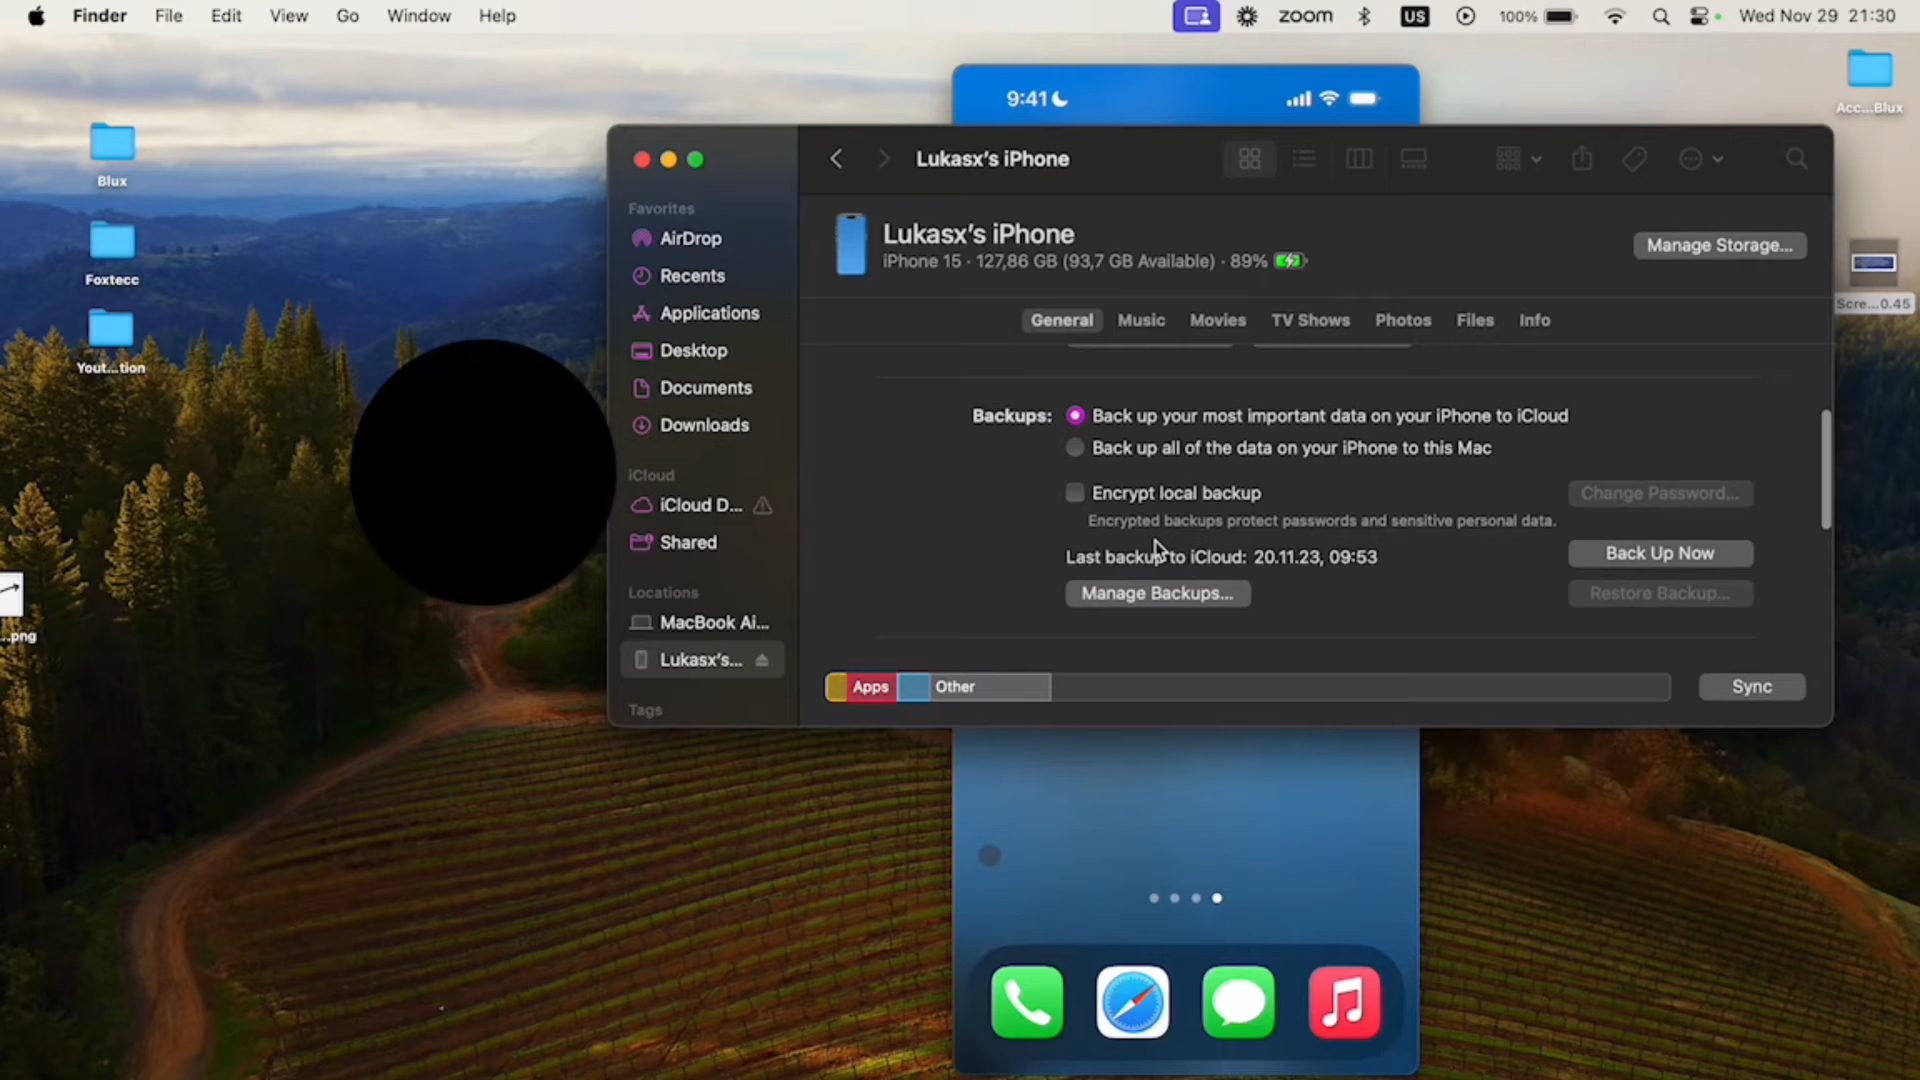 Finder File Edit View Go Window Help
zoom US 100% Wed Nov 29 21:30
Blux
Foxtecc
Yout...tion
...png
Acc...Blux
Scre...0.45
9:41
Lukasx's iPhone
Favorites
AirDrop
Recents
Applications
Desktop
Documents
Downloads
iCloud
iCloud D...
Shared
Locations
MacBook Ai...
Lukasx's...
Tags
Lukasx's iPhone
iPhone 15 · 127,86 GB (93,7 GB Available) · 89%
Manage Storage...
General Music Movies TV Shows Photos Files Info
Backups: Back up your most important data on your iPhone to iCloud
Back up all of the data on your iPhone to this Mac
Encrypt local backup Change Password...
Encrypted backups protect passwords and sensitive personal data.
Last backup to iCloud: 20.11.23, 09:53 Back Up Now
Manage Backups... Restore Backup...
Apps Other Sync